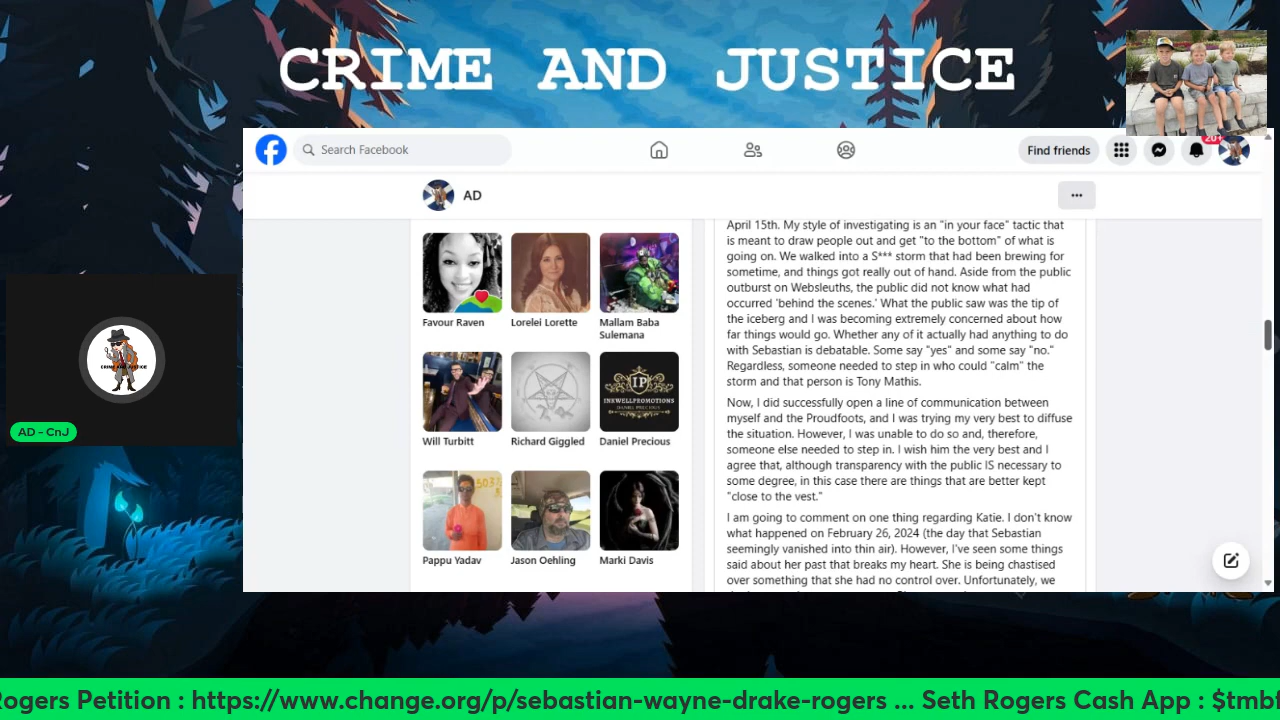 CRIME AND JUSTICE
Search Facebook
Find friends
20+
AD
...
April 15th. My style of investigating is an "in your face" tactic that
is meant to draw people out and get "to the bottom" of what is
going on. We walked into a S*** storm that had been brewing for
sometime, and things got really out of hand. Aside from the public
outburst on Websleuths, the public did not know what had
occurred 'behind the scenes.' What the public saw was the tip of
the iceberg and I was becoming extremely concerned about how
far things would go. Whether any of it actually had anything to do
with Sebastian is debatable. Some say "yes" and some say "no."
Regardless, someone needed to step in who could "calm" the
storm and that person is Tony Mathis.
Now, I did successfully open a line of communication between
myself and the Proudfoots, and I was trying my very best to diffuse
the situation. However, I was unable to do so and, therefore,
someone else needed to step in. I wish him the very best and I
agree that, although transparency with the public IS necessary to
some degree, in this case there are things that are better kept
"close to the vest."
I am going to comment on one thing regarding Katie. I don't know
what happened on February 26, 2024 (the day that Sebastian
seemingly vanished into thin air). However, I've seen some things
said about her past that breaks my heart. She is being chastised
over something that she had no control over. Unfortunately, we
Favour Raven
Lorelei Lorette
Mallam Baba
Sulemana
IP
INKWELLPROMOTIONS
DANIEL PRECIOUS
Will Turbitt
Richard Giggled
Daniel Precious
Pappu Yadav
Jason Oehling
Marki Davis
CRIME AND JUSTICE
AD - CnJ
Rogers Petition : https://www.change.org/p/sebastian-wayne-drake-rogers ... Seth Rogers Cash App : $tmbt